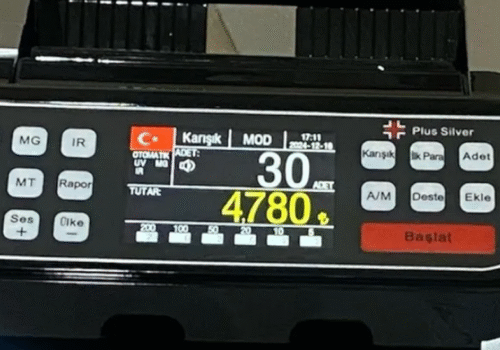 MG
IR
MT
Rapor
Ses
+
Ülke
−
Karışık
MOD
17:11
2024-12-16
OTOMATİK
UV MG
IR
ADET:
30
ADET
TUTAR:
4,780 ₺
200 100 50 20 10 5
Plus Silver
Karışık
İlk Para
Adet
A/M
Deste
Ekle
Başlat